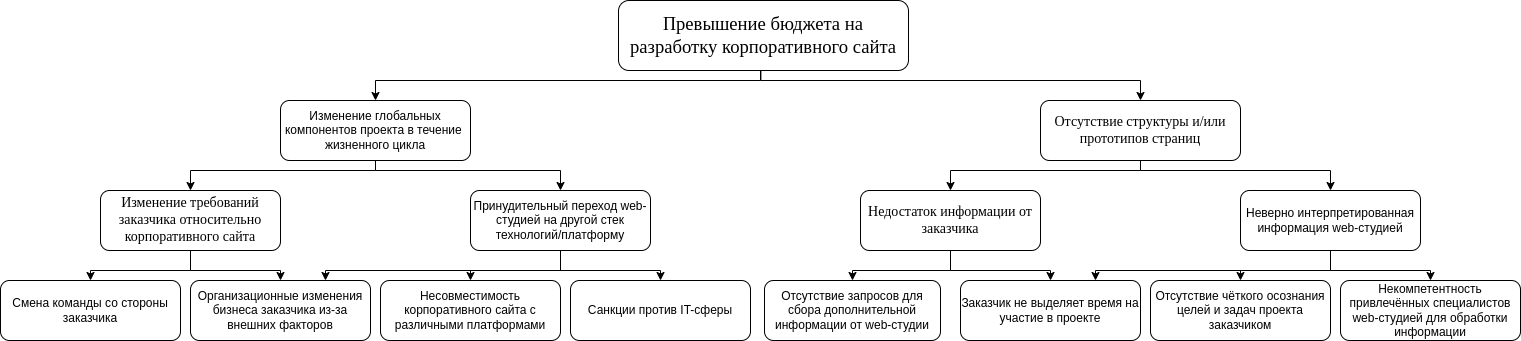 Превышение бюджета на
разработку корпоративного сайта
Изменение глобальных
компонентов проекта в течение
жизненного цикла
Отсутствие структуры и/или
прототипов страниц
Изменение требований
заказчика относительно
корпоративного сайта
Принудительный переход web-
студией на другой стек
технологий/платформу
Недостаток информации от
заказчика
Неверно интерпретированная
информация web-студией
Смена команды со стороны
заказчика
Организационные изменения
бизнеса заказчика из-за
внешних факторов
Несовместимость
корпоративного сайта с
различными платформами
Санкции против IT-сферы
Отсутствие запросов для
сбора дополнительной
информации от web-студии
Заказчик не выделяет время на
участие в проекте
Отсутствие чёткого осознания
целей и задач проекта
заказчиком
Некомпетентность
привлечённых специалистов
web-студией для обработки
информации